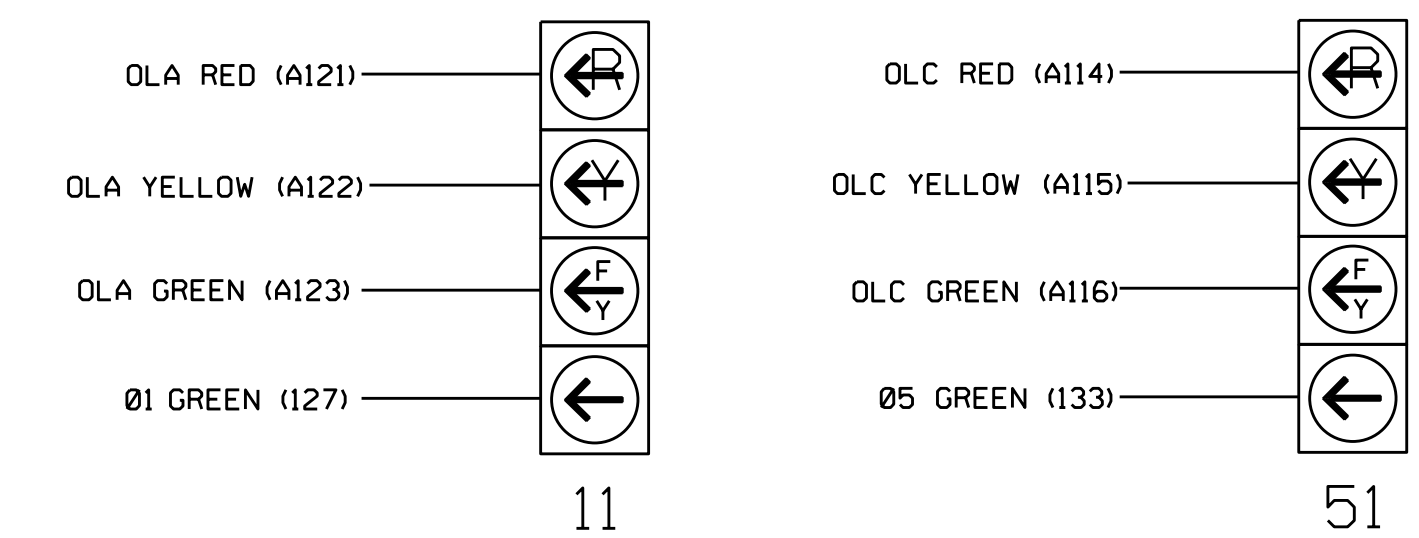 OLA RED (A121)
R
OLA YELLOW (A122)
Y
OLA GREEN (A123)
F
Y
Ø1 GREEN (127)
11
OLC RED (A114)
R
OLC YELLOW (A115)
Y
OLC GREEN (A116)
F
Y
Ø5 GREEN (133)
51